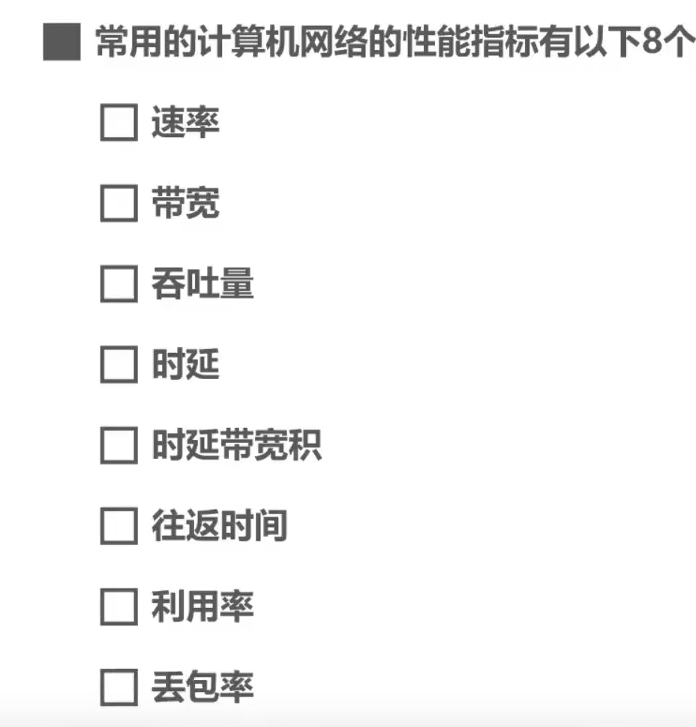 常用的计算机网络的性能指标有以下8个
速率
带宽
吞吐量
时延
时延带宽积
往返时间
利用率
丢包率